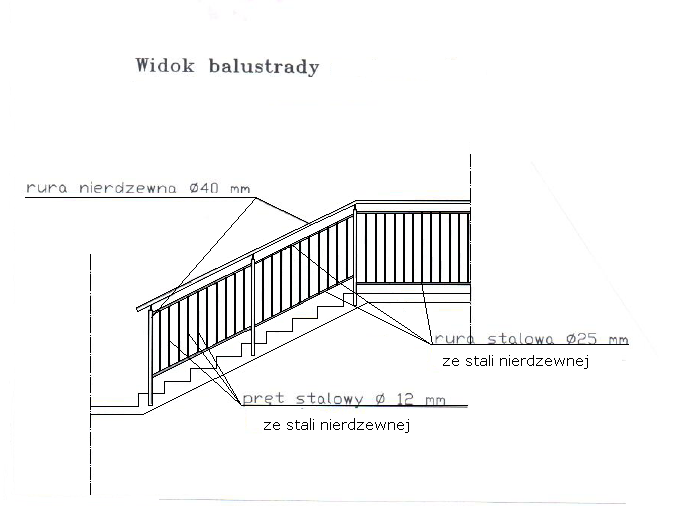 Widok balustrady
rura nierdzewna Ø40 mm
rura stalowa Ø25 mm
ze stali nierdzewnej
pręt stalowy Ø 12 mm
ze stali nierdzewnej